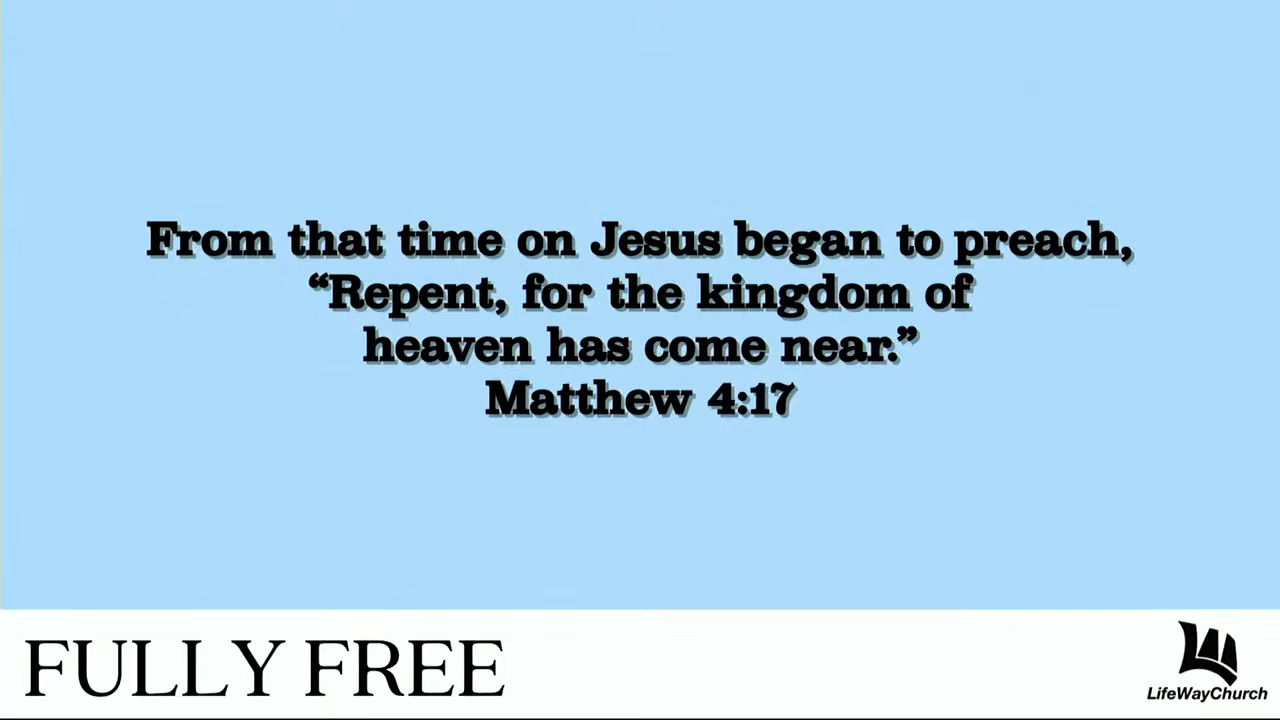 From that time on Jesus began to preach,
“Repent, for the kingdom of
heaven has come near.”
Matthew 4:17
FULLY FREE
LifeWayChurch